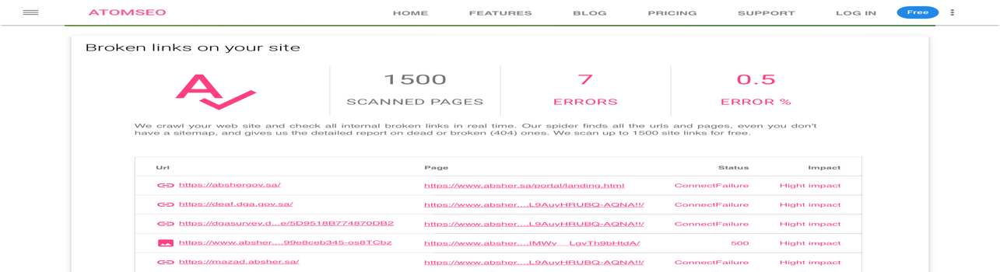 ATOMSEO HOME FEATURES BLOG PRICING SUPPORT LOG IN Free
Broken links on your site
1500 7 0.5
SCANNED PAGES ERRORS ERROR %
We crawl your web site and check all internal broken links in real time. Our spider finds all the urls and pages, even you don't
have a sitemap, and gives us the detailed report on dead or broken (404) ones. We scan up to 1500 site links for free.
Url Page Status Impact
https://abshergov.sa/ https://www.absher.sa/portal/landing.html ConnectFailure Hight impact
https://deaf.dga.gov.sa/ https://www.absher....L9AuyHRUBQ-AQNA!!/ ConnectFailure Hight impact
https://dgasurvey.d...e/5D9518B774870DB2 https://www.absher....L9AuyHRUBQ-AQNA!!/ ConnectFailure Hight impact
https://www.absher....99e8ceb345-os8TCbz https://www.absher....IMWv__LgvTh9bHtdA/ 500 Hight impact
https://mazad.absher.sa/ https://www.absher....L9AuyHRUBQ-AQNA!!/ ConnectFailure Hight impact